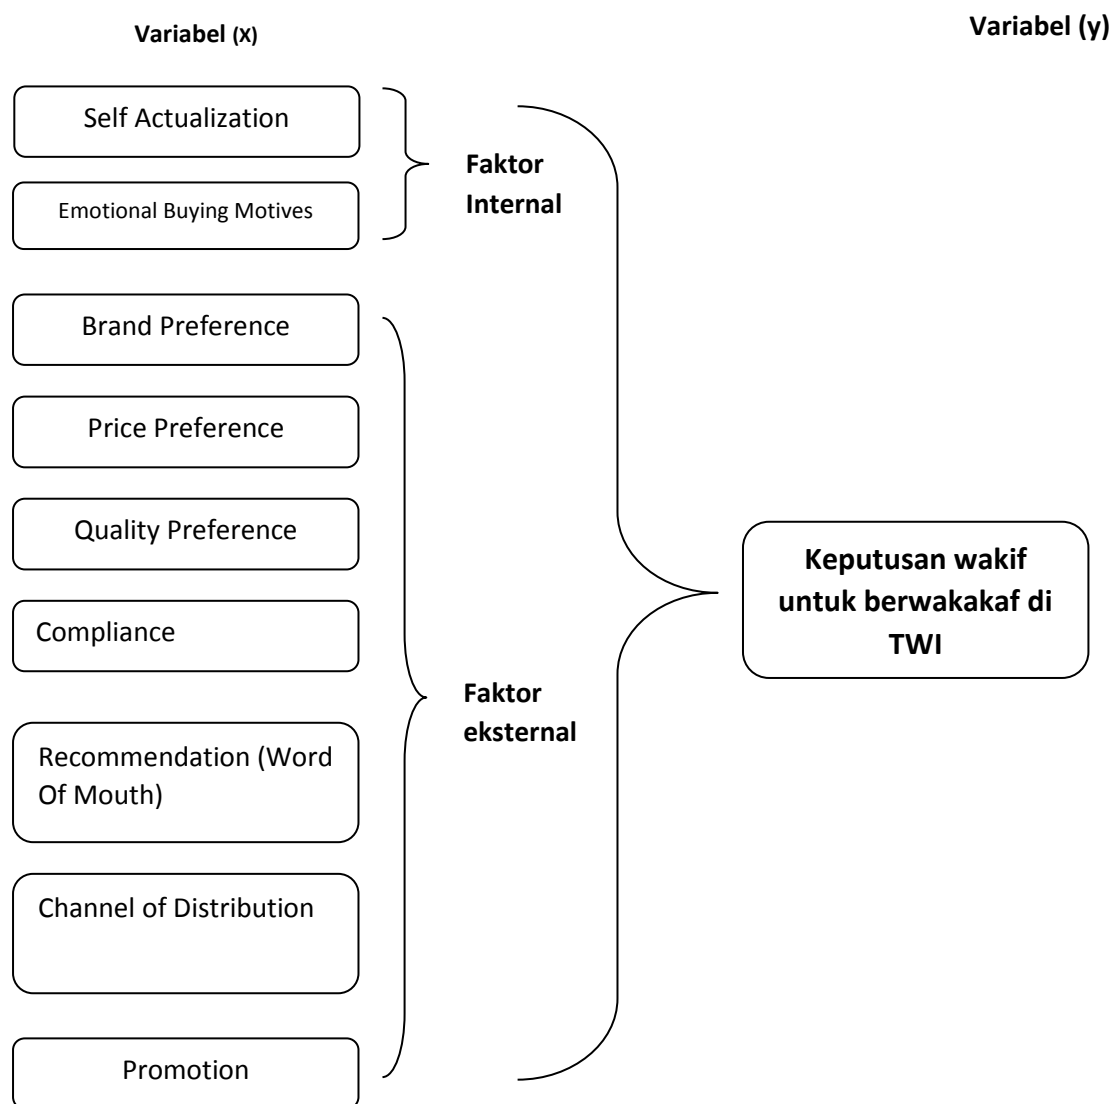 Variabel (X)
Variabel (y)
Self Actualization
Emotional Buying Motives
Faktor
Internal
Brand Preference
Price Preference
Quality Preference
Compliance
Recommendation (Word
Of Mouth)
Channel of Distribution
Promotion
Faktor
eksternal
Keputusan wakif
untuk berwakakaf di
TWI